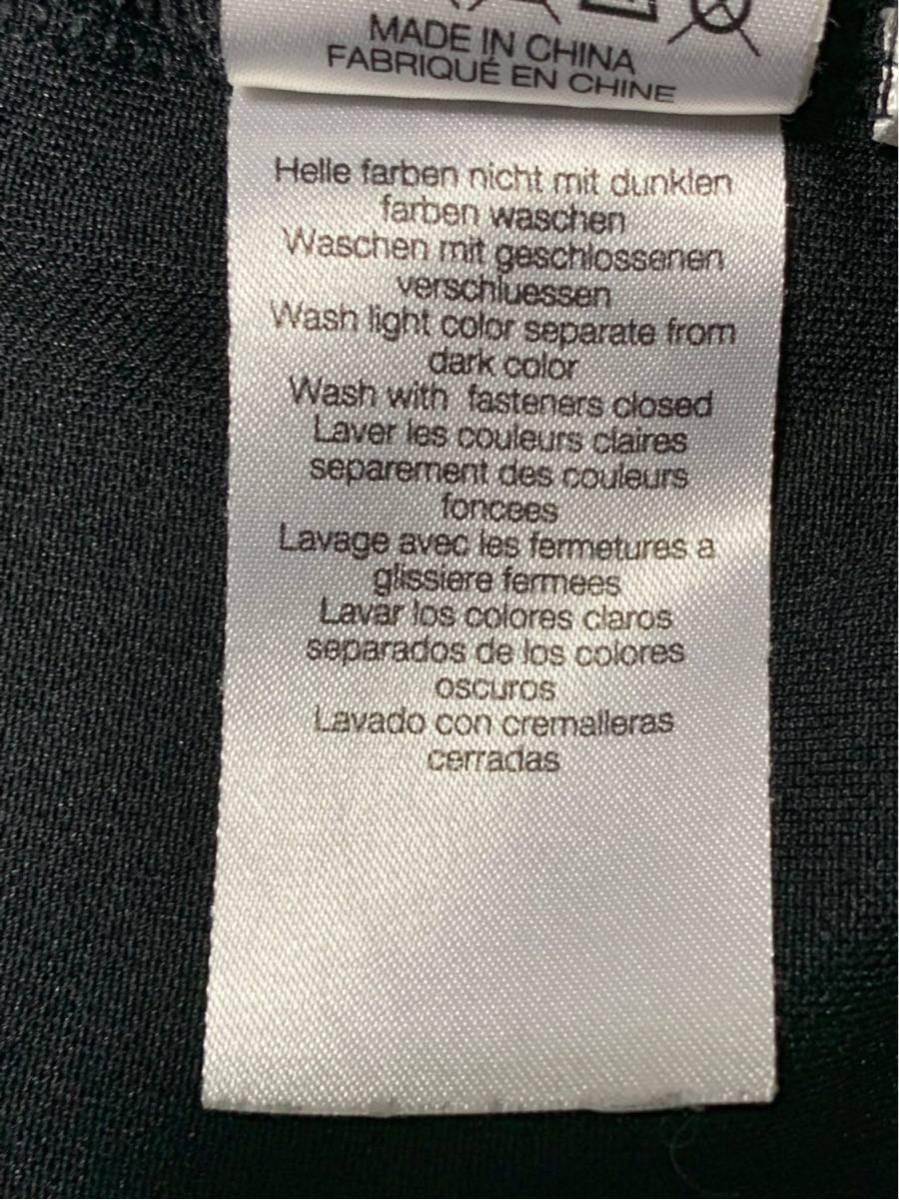 MADE IN CHINA
FABRIQUÉ EN CHINE
Helle farben nicht mit dunklen
farben waschen
Waschen mit geschlossenen
verschluessen
Wash light color separate from
dark color
Wash with fasteners closed
Laver les couleurs claires
separement des couleurs
foncees
Lavage avec les fermetures a
glissiere fermees
Lavar los colores claros
separados de los colores
oscuros
Lavado con cremalleras
cerradas